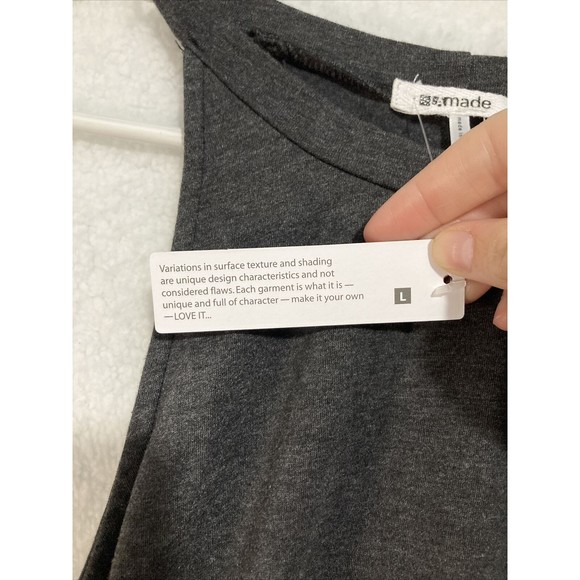 made
Variations in surface texture and shading
are unique design characteristics and not
considered flaws. Each garment is what it is —
unique and full of character — make it your own
—LOVE IT...
L